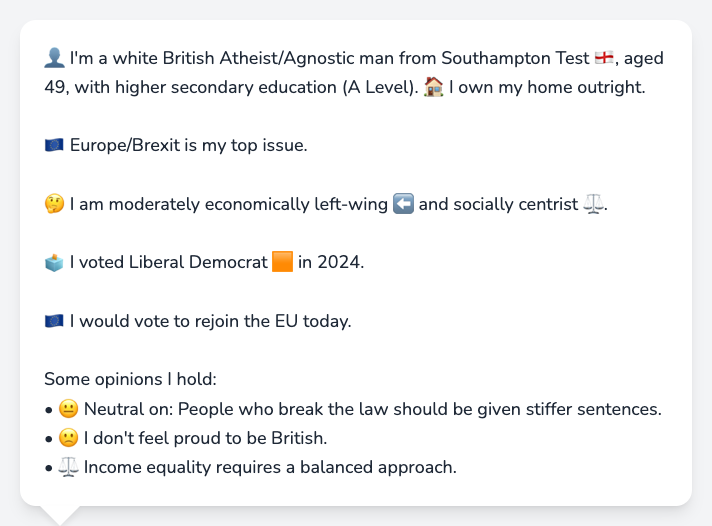 👤 I'm a white British Atheist/Agnostic man from Southampton Test 🏴󠁧󠁢󠁥󠁮󠁧󠁿, aged
49, with higher secondary education (A Level). 🏠 I own my home outright.
🇪🇺 Europe/Brexit is my top issue.
🤔 I am moderately economically left-wing ⬅️ and socially centrist ⚖️.
🗳️ I voted Liberal Democrat 🟧 in 2024.
🇪🇺 I would vote to rejoin the EU today.
Some opinions I hold:
• 😐 Neutral on: People who break the law should be given stiffer sentences.
• 🙁 I don't feel proud to be British.
• ⚖️ Income equality requires a balanced approach.